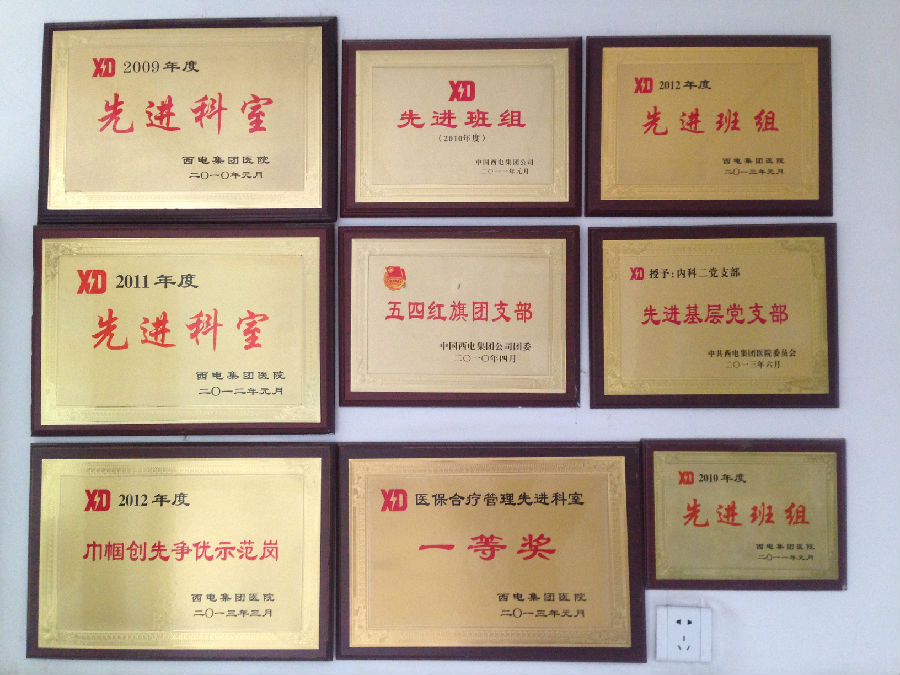 XD 2009年度
先进科室
西电集团医院
二〇一〇年元月
XD
先进班组
(2010年度)
中国西电集团公司
二〇一一年元月
XD 2012年度
先进班组
西电集团医院
二〇一三年元月
XD 2011年度
先进科室
西电集团医院
二〇一二年元月
五四红旗团支部
中国西电集团公司团委
二〇一〇年四月
XD 授予:内科二党支部
先进基层党支部
中共西电集团医院委员会
二〇一三年六月
XD 2012年度
巾帼创先争优示范岗
西电集团医院
二〇一三年三月
XD 医保合疗管理先进科室
一等奖
西电集团医院
二〇一三年元月
XD 2010年度
先进班组
西电集团医院
二〇一一年元月